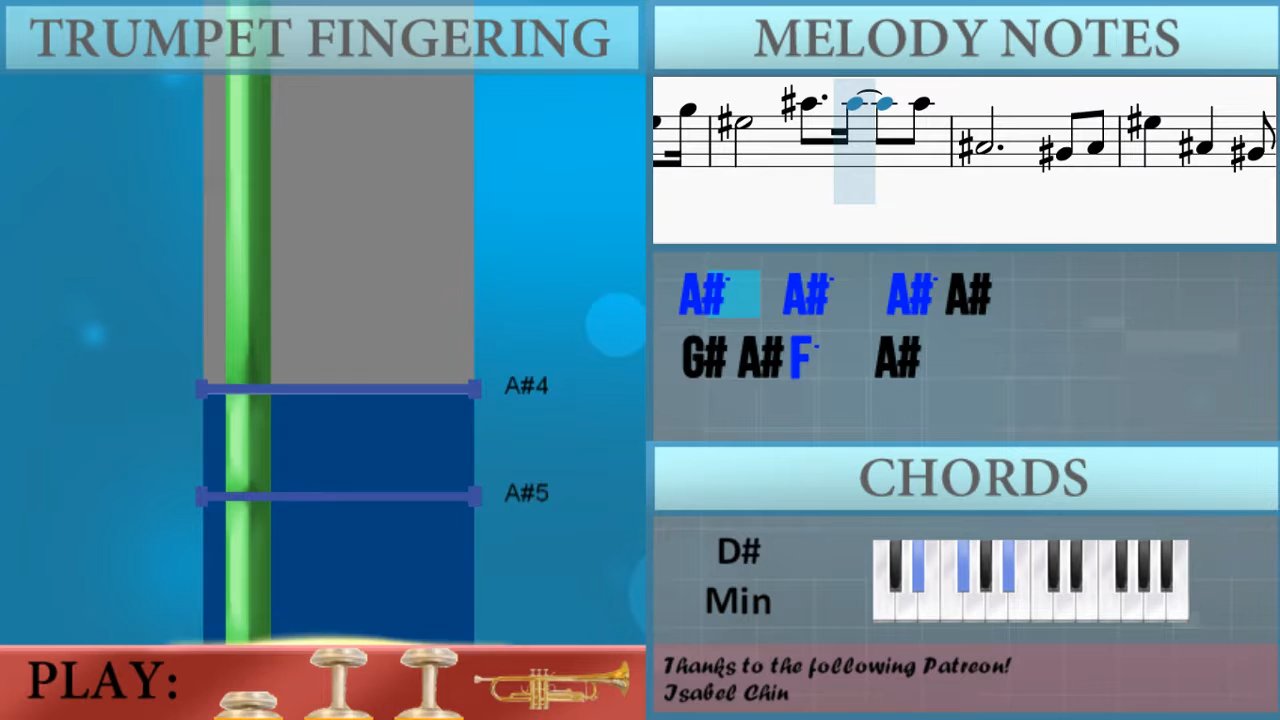 TRUMPET FINGERING
MELODY NOTES
A# A# A# A#
G# A# F A#
A#4
A#5
CHORDS
D#
Min
PLAY:
Thanks to the following Patreon!
Isabel Chin